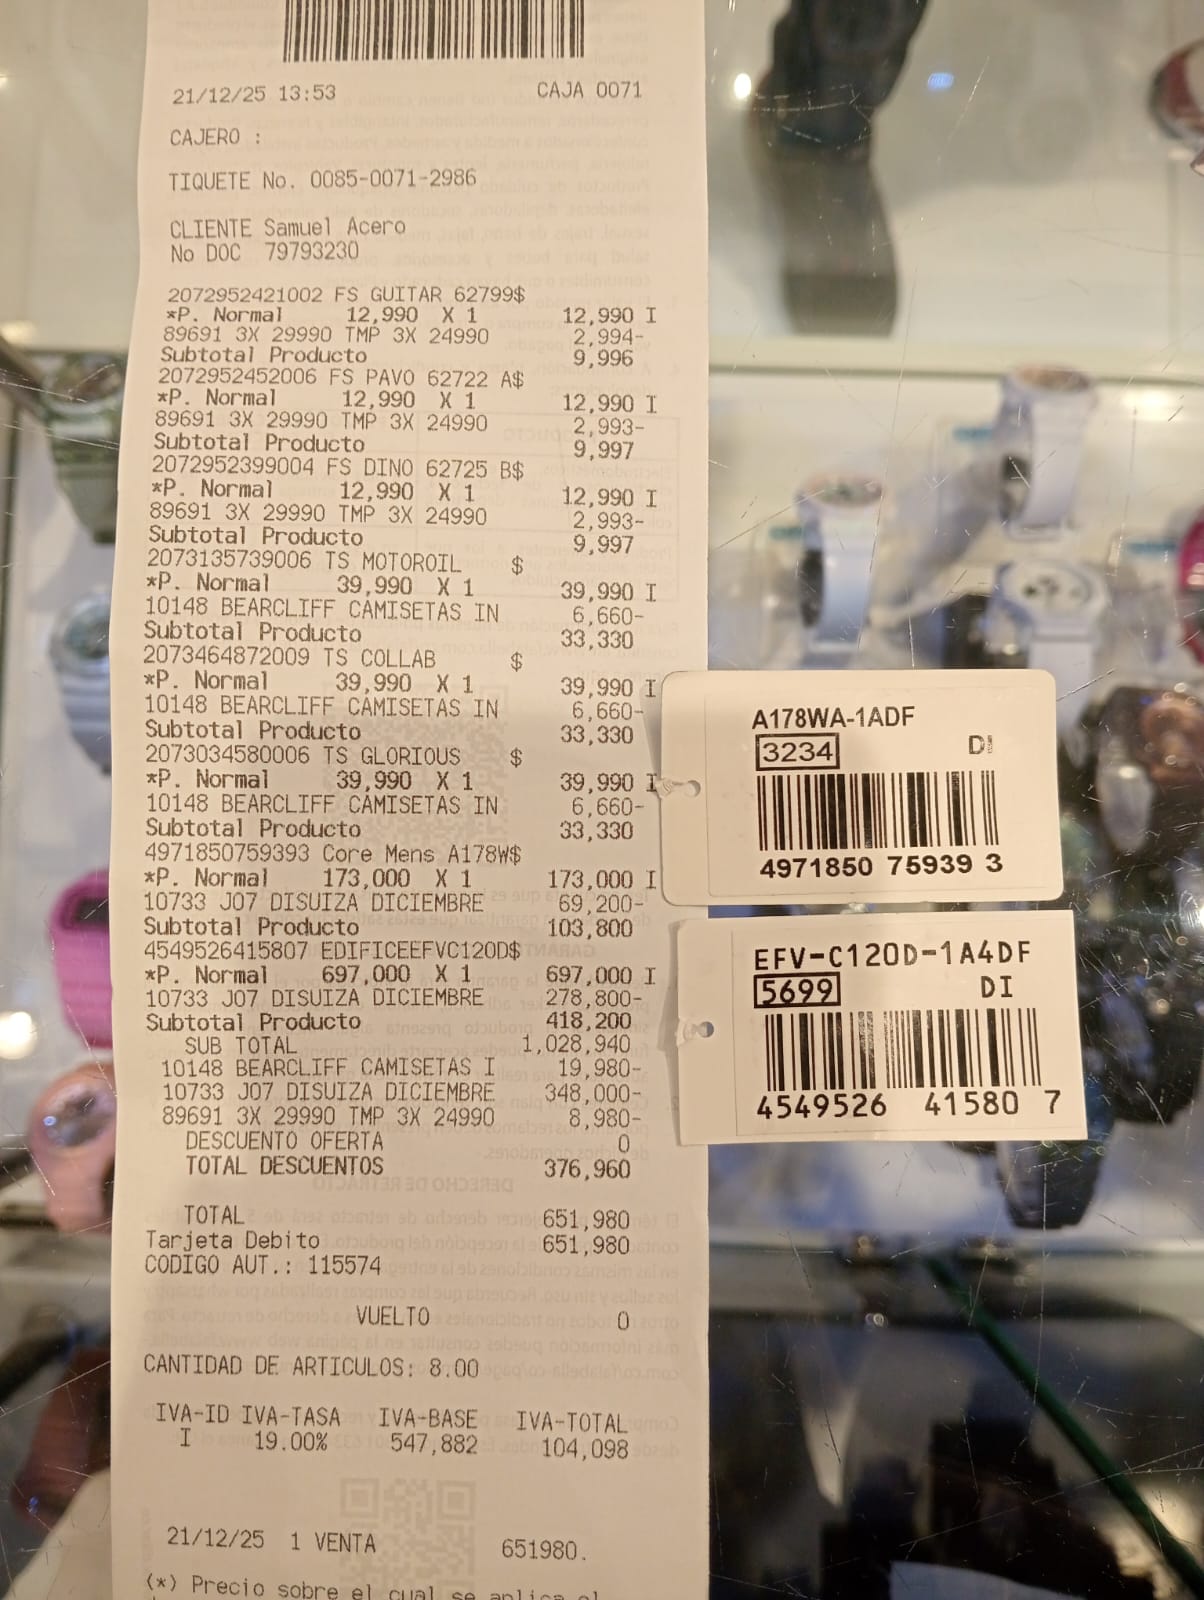 21/12/25 13:53 CAJA 0071
CAJERO :
TIQUETE No. 0085-0071-2986
CLIENTE Samuel Acero
No DOC 79793230
2072952421002 FS GUITAR 62799$
*P. Normal 12,990 X 1 12,990 I
89691 3X 29990 TMP 3X 24990 2,994-
Subtotal Producto 9,996
2072952452006 FS PAVO 62722 A$
*P. Normal 12,990 X 1 12,990 I
89691 3X 29990 TMP 3X 24990 2,993-
Subtotal Producto 9,997
2072952399004 FS DINO 62725 B$
*P. Normal 12,990 X 1 12,990 I
89691 3X 29990 TMP 3X 24990 2,993-
Subtotal Producto 9,997
2073135739006 TS MOTOROIL $
*P. Normal 39,990 X 1 39,990 I
10148 BEARCLIFF CAMISETAS IN 6,660-
Subtotal Producto 33,330
2073464872009 TS COLLAB $
*P. Normal 39,990 X 1 39,990 I
10148 BEARCLIFF CAMISETAS IN 6,660-
Subtotal Producto 33,330
2073034580006 TS GLORIOUS $
*P. Normal 39,990 X 1 39,990 I
10148 BEARCLIFF CAMISETAS IN 6,660-
Subtotal Producto 33,330
4971850759393 Core Mens A178W$
*P. Normal 173,000 X 1 173,000 I
10733 J07 DISUIZA DICIEMBRE 69,200-
Subtotal Producto 103,800
4549526415807 EDIFICEEFVC120D$
*P. Normal 697,000 X 1 697,000 I
10733 J07 DISUIZA DICIEMBRE 278,800-
Subtotal Producto 418,200
SUB TOTAL 1,028,940
10148 BEARCLIFF CAMISETAS I 19,980-
10733 J07 DISUIZA DICIEMBRE 348,000-
89691 3X 29990 TMP 3X 24990 8,980-
DESCUENTO OFERTA 0
TOTAL DESCUENTOS 376,960
TOTAL 651,980
Tarjeta Debito 651,980
CODIGO AUT.: 115574
VUELTO 0
CANTIDAD DE ARTICULOS: 8.00
IVA-ID IVA-TASA IVA-BASE IVA-TOTAL
I 19.00% 547,882 104,098
21/12/25 1 VENTA 651980.
(*) Precio sobre el cual se aplica el
A178WA-1ADF
3234 DI
4971850 75939 3
EFV-C120D-1A4DF
5699 DI
4549526 41580 7